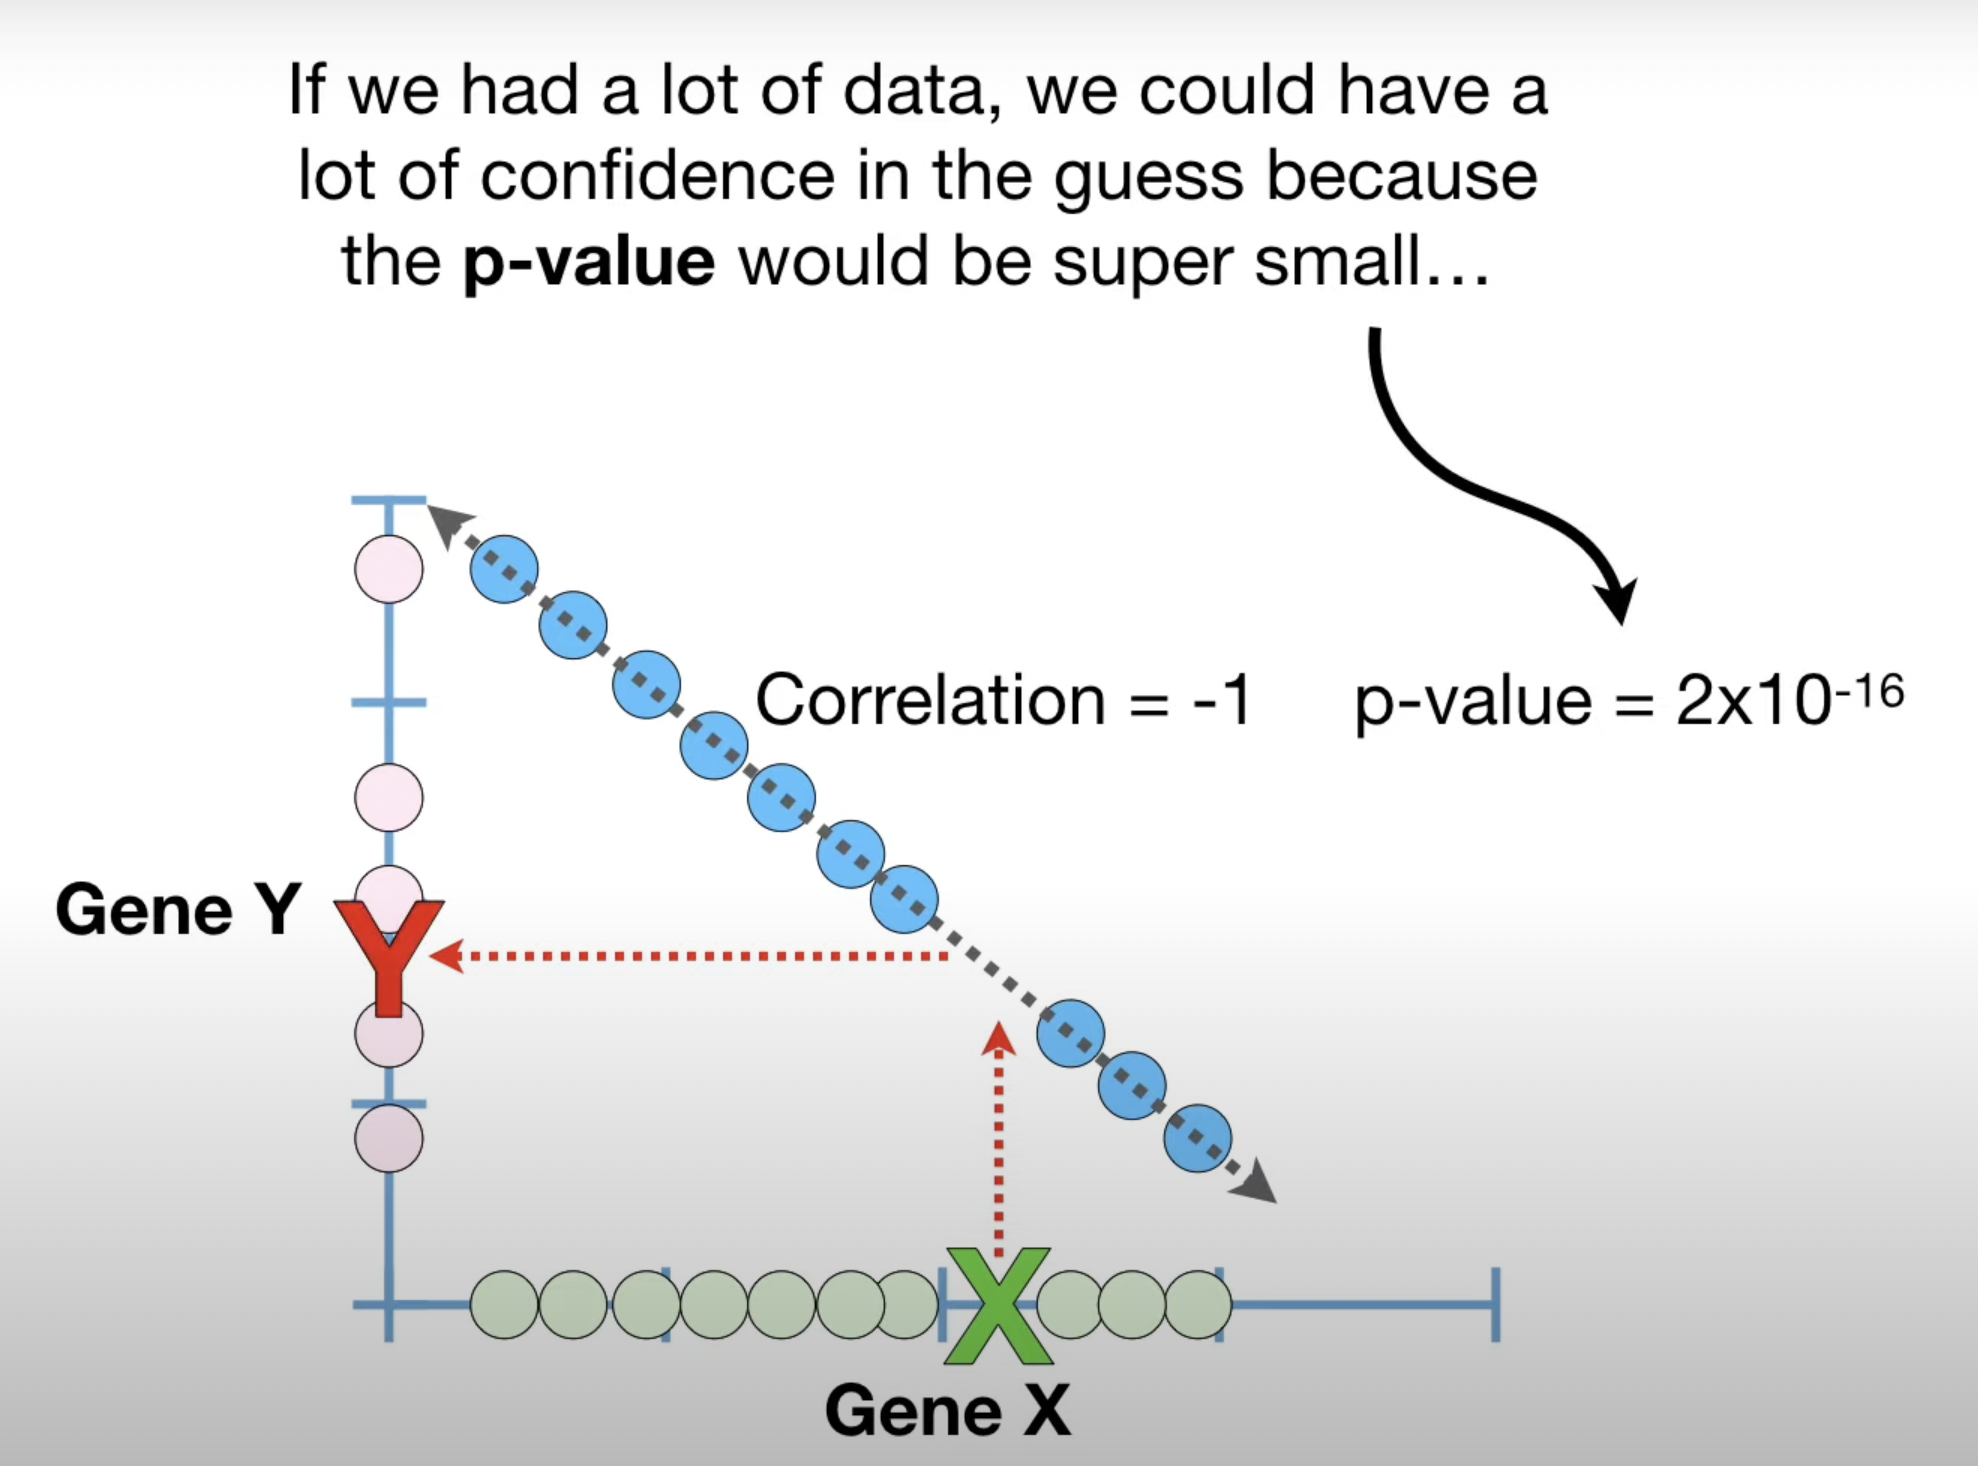 If we had a lot of data, we could have a
lot of confidence in the guess because
the p-value would be super small…
Correlation = -1 p-value = 2x10⁻¹⁶
Gene Y
Y
X
Gene X